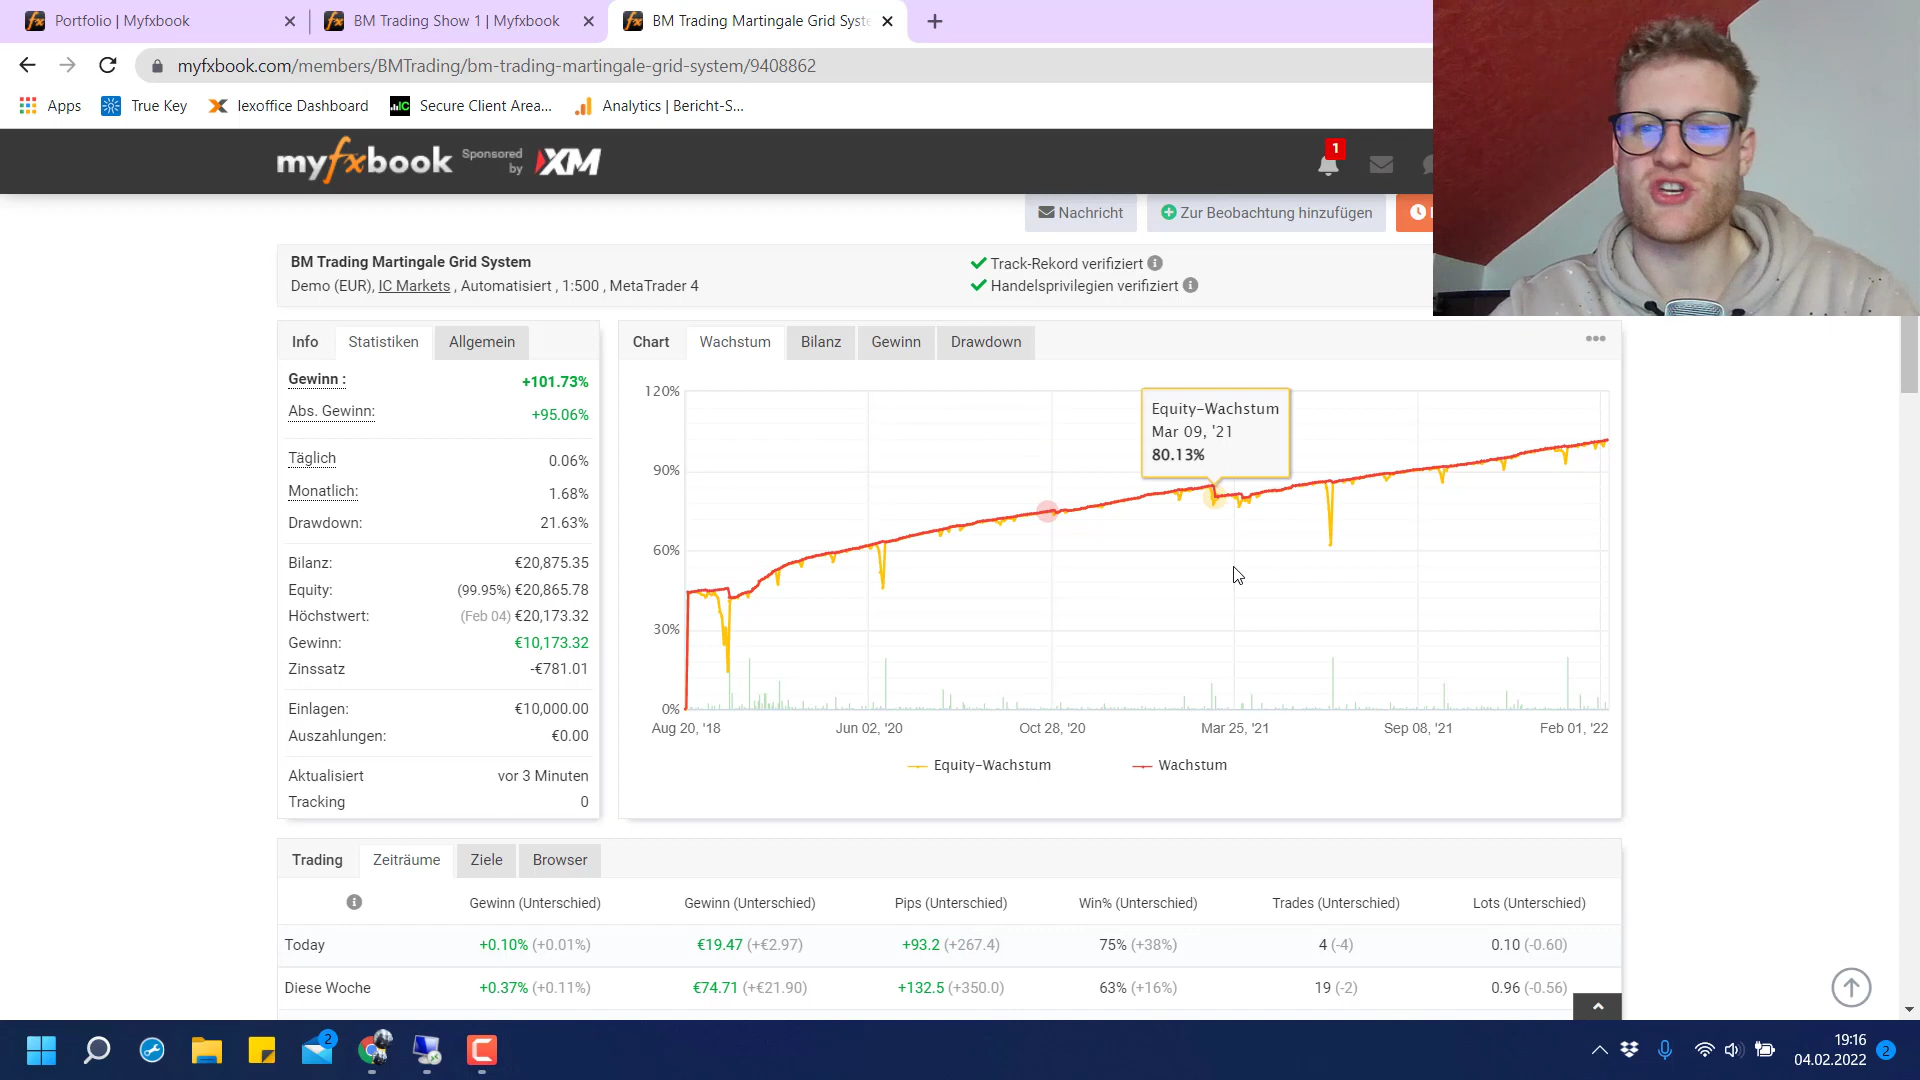 Portfolio | Myfxbook
BM Trading Show 1 | Myfxbook
BM Trading Martingale Grid Syste
myfxbook.com/members/BMTrading/bm-trading-martingale-grid-system/9408862
Apps
True Key
lexoffice Dashboard
Secure Client Area...
Analytics | Bericht-S...
myfxbook
Sponsored by
XM
1
Nachricht
Zur Beobachtung hinzufügen
BM Trading Martingale Grid System
Demo (EUR), IC Markets , Automatisiert , 1:500 , MetaTrader 4
Track-Rekord verifiziert
Handelsprivilegien verifiziert
Info
Statistiken
Allgemein
Gewinn : +101.73%
Abs. Gewinn: +95.06%
Täglich 0.06%
Monatlich: 1.68%
Drawdown: 21.63%
Bilanz: €20,875.35
Equity: (99.95%) €20,865.78
Höchstwert: (Feb 04) €20,173.32
Gewinn: €10,173.32
Zinssatz -€781.01
Einlagen: €10,000.00
Auszahlungen: €0.00
Aktualisiert vor 3 Minuten
Tracking 0
Chart
Wachstum
Bilanz
Gewinn
Drawdown
120%
90%
60%
30%
0%
Equity-Wachstum
Mar 09, '21
80.13%
Aug 20, '18
Jun 02, '20
Oct 28, '20
Mar 25, '21
Sep 08, '21
Feb 01, '22
Equity-Wachstum
Wachstum
Trading
Zeiträume
Ziele
Browser
Gewinn (Unterschied) Gewinn (Unterschied) Pips (Unterschied) Win% (Unterschied) Trades (Unterschied) Lots (Unterschied)
Today +0.10% (+0.01%) €19.47 (+€2.97) +93.2 (+267.4) 75% (+38%) 4 (-4) 0.10 (-0.60)
Diese Woche +0.37% (+0.11%) €74.71 (+€21.90) +132.5 (+350.0) 63% (+16%) 19 (-2) 0.96 (-0.56)
2
19:16
04.02.2022
2